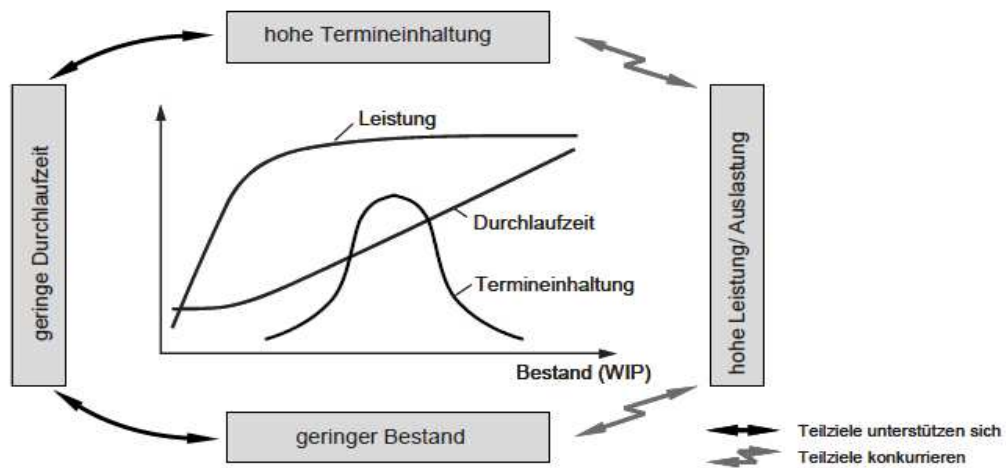 hohe Termineinhaltung
geringe Durchlaufzeit
Leistung
Durchlaufzeit
Termineinhaltung
Bestand (WIP)
hohe Leistung/ Auslastung
geringer Bestand
Teilziele unterstützen sich
Teilziele konkurrieren